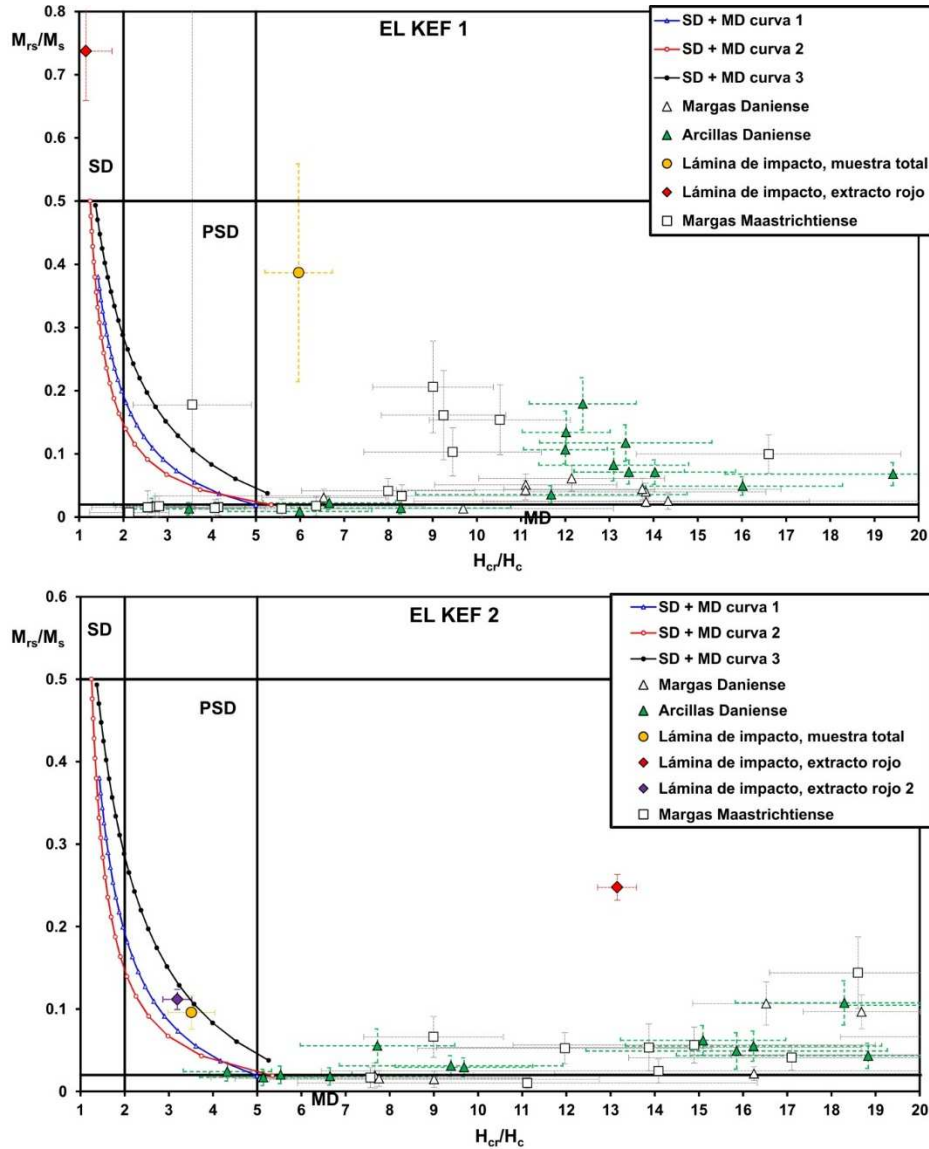 EL KEF 1
Mrs/Ms
0.8
0.7
0.6
0.5
0.4
0.3
0.2
0.1
0
SD
PSD
MD
1 2 3 4 5 6 7 8 9 10 11 12 13 14 15 16 17 18 19 20
Hcr/Hc
SD + MD curva 1
SD + MD curva 2
SD + MD curva 3
Margas Daniense
Arcillas Daniense
Lámina de impacto, muestra total
Lámina de impacto, extracto rojo
Margas Maastrichtiense
EL KEF 2
Mrs/Ms
0.6
0.5
0.4
0.3
0.2
0.1
0
SD
PSD
MD
1 2 3 4 5 6 7 8 9 10 11 12 13 14 15 16 17 18 19 20
Hcr/Hc
SD + MD curva 1
SD + MD curva 2
SD + MD curva 3
Margas Daniense
Arcillas Daniense
Lámina de impacto, muestra total
Lámina de impacto, extracto rojo
Lámina de impacto, extracto rojo 2
Margas Maastrichtiense